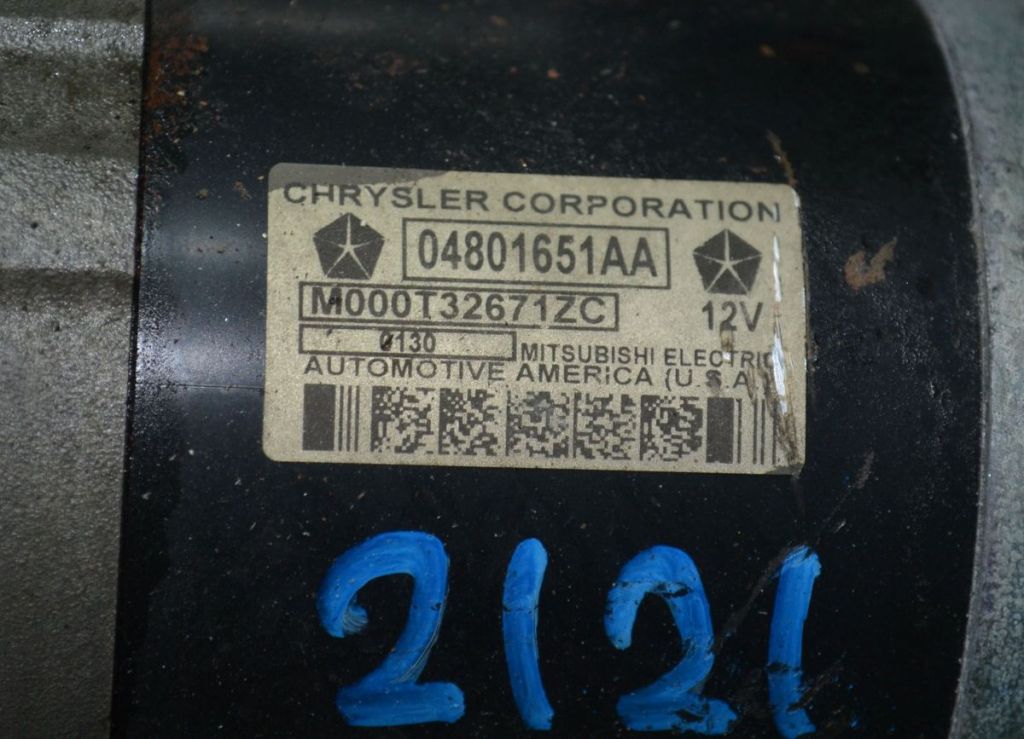 CHRYSLER CORPORATION
04801651AA
M000T32671ZC
12V
0130
MITSUBISHI ELECTRIC
AUTOMOTIVE AMERICA (U.S.A
2121